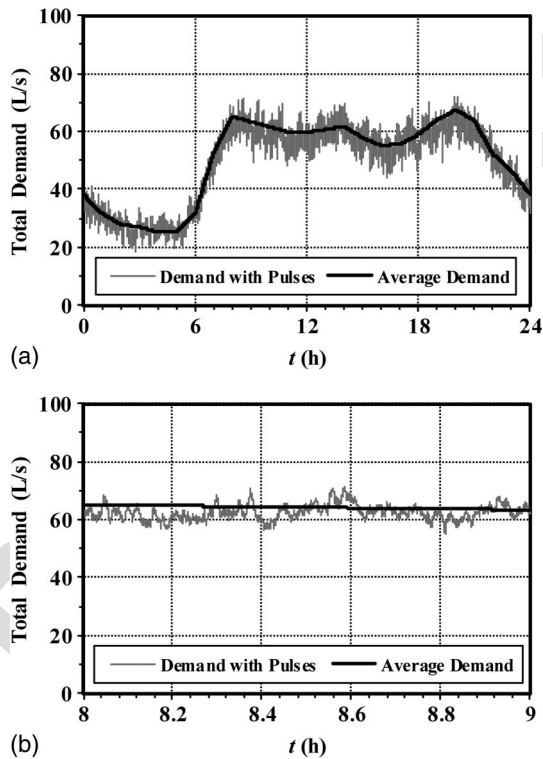 100
80
60
40
20
0
Total Demand (L/s)
Demand with Pulses
Average Demand
0 6 12 18 24
t (h)
(a)
100
80
60
40
20
0
Total Demand (L/s)
Demand with Pulses
Average Demand
8 8.2 8.4 8.6 8.8 9
t (h)
(b)